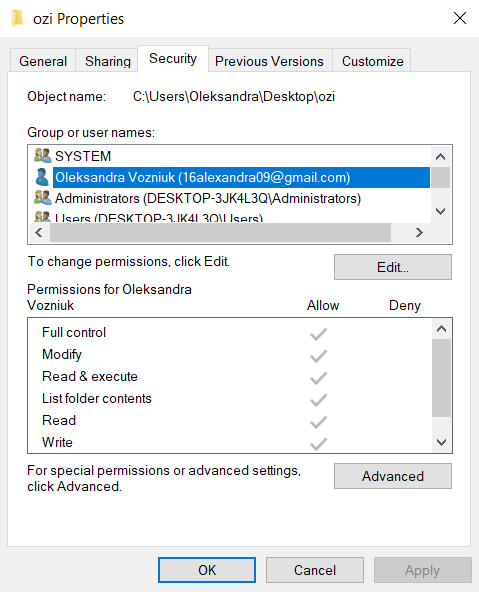 ozi Properties
General Sharing Security Previous Versions Customize
Object name: C:\Users\Oleksandra\Desktop\ozi
Group or user names:
SYSTEM
Oleksandra Vozniuk (16alexandra09@gmail.com)
Administrators (DESKTOP-3JK4L3Q\Administrators)
Users (DESKTOP-3JK4L3Q\Users)
To change permissions, click Edit.
Edit...
Permissions for Oleksandra
Vozniuk Allow Deny
Full control
Modify
Read & execute
List folder contents
Read
Write
For special permissions or advanced settings,
click Advanced.
Advanced
OK Cancel Apply